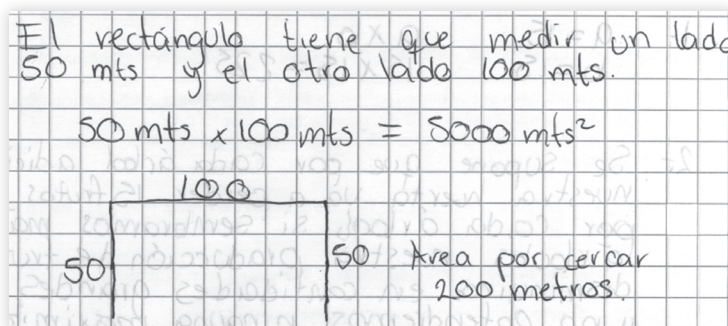 El rectángulo tiene que medir un lado
50 mts y el otro lado 100 mts.
50 mts x 100 mts = 5000 mts²
100
50
50 Area por cercar
200 metros.